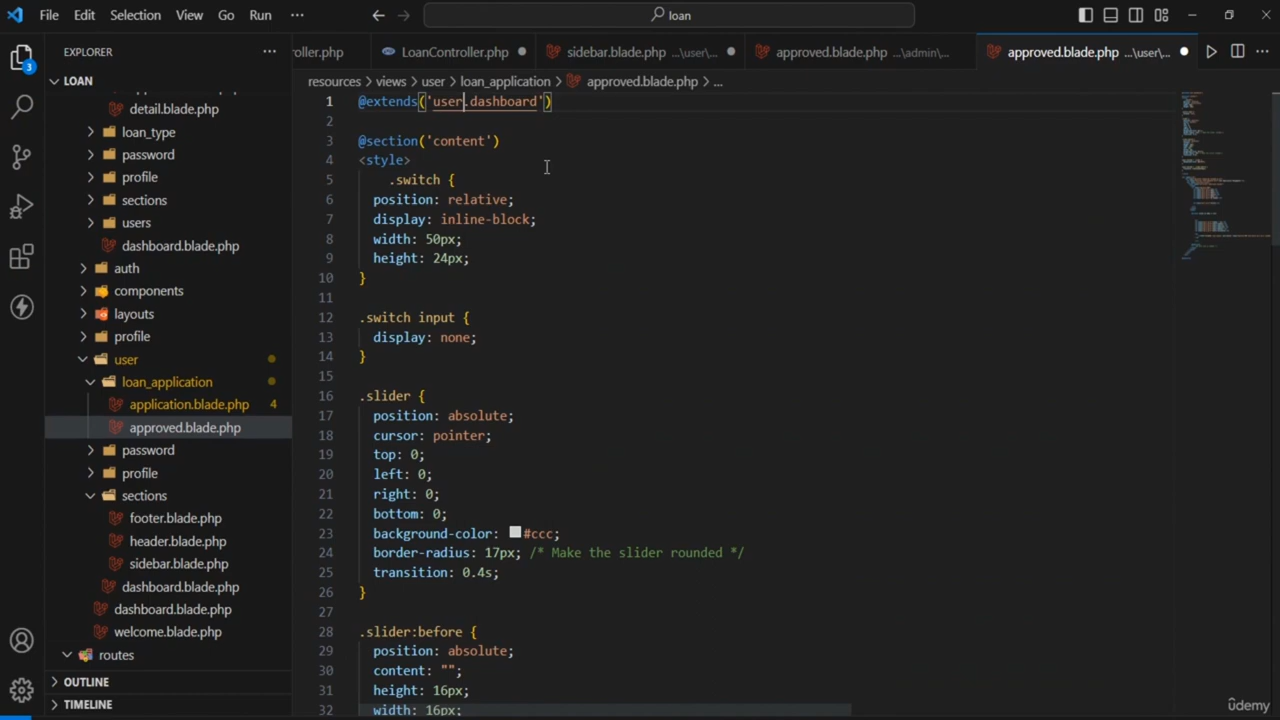 File Edit Selection View Go Run ··· loan
EXPLORER ···
oller.php LoanController.php sidebar.blade.php ...\user\... approved.blade.php ...\admin\... approved.blade.php ...\user\...
resources > views > user > loan_application > approved.blade.php > ...
3
LOAN
detail.blade.php
loan_type
password
profile
sections
users
dashboard.blade.php
auth
components
layouts
profile
user
loan_application
application.blade.php 4
approved.blade.php
password
profile
sections
footer.blade.php
header.blade.php
sidebar.blade.php
dashboard.blade.php
dashboard.blade.php
welcome.blade.php
routes
OUTLINE
TIMELINE
1 @extends('user.dashboard')
2
3 @section('content')
4 <style>
5 .switch {
6 position: relative;
7 display: inline-block;
8 width: 50px;
9 height: 24px;
10 }
11
12 .switch input {
13 display: none;
14 }
15
16 .slider {
17 position: absolute;
18 cursor: pointer;
19 top: 0;
20 left: 0;
21 right: 0;
22 bottom: 0;
23 background-color: #ccc;
24 border-radius: 17px; /* Make the slider rounded */
25 transition: 0.4s;
26 }
27
28 .slider:before {
29 position: absolute;
30 content: "";
31 height: 16px;
32 width: 16px;
ûdemy